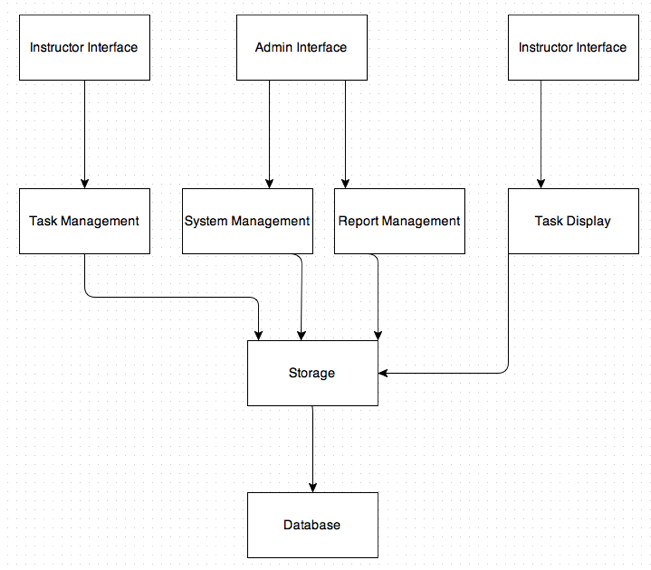 Instructor Interface
Admin Interface
Instructor Interface
Task Management
System Management
Report Management
Task Display
Storage
Database